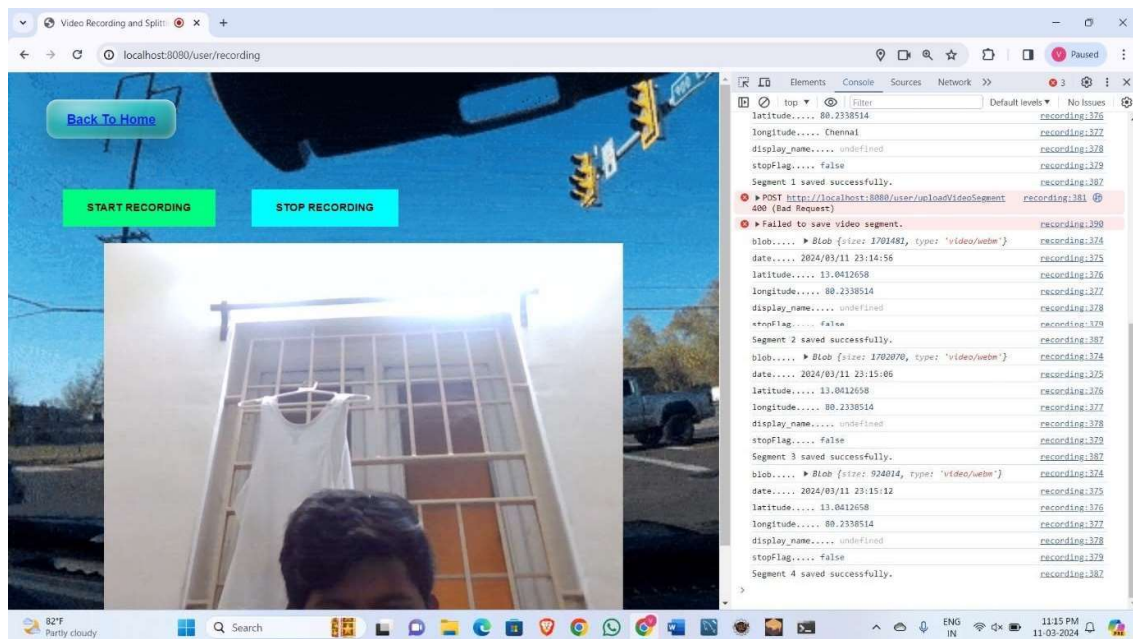 Video Recording and Splitti
localhost:8080/user/recording
Paused
Back To Home
START RECORDING
STOP RECORDING
Elements Console Sources Network
3
top
Filter
Default levels
No Issues
latitude..... 80.2338514 recording:376
longitude..... Chennai recording:377
display_name..... undefined recording:378
stopFlag..... false recording:379
Segment 1 saved successfully. recording:387
POST http://localhost:8080/user/uploadVideoSegment recording:381
400 (Bad Request)
Failed to save video segment. recording:390
blob..... Blob {size: 1701481, type: 'video/webm'} recording:374
date..... 2024/03/11 23:14:56 recording:375
latitude..... 13.0412658 recording:376
longitude..... 80.2338514 recording:377
display_name..... undefined recording:378
stopFlag..... false recording:379
Segment 2 saved successfully. recording:387
blob..... Blob {size: 1702070, type: 'video/webm'} recording:374
date..... 2024/03/11 23:15:06 recording:375
latitude..... 13.0412658 recording:376
longitude..... 80.2338514 recording:377
display_name..... undefined recording:378
stopFlag..... false recording:379
Segment 3 saved successfully. recording:387
blob..... Blob {size: 924014, type: 'video/webm'} recording:374
date..... 2024/03/11 23:15:12 recording:375
latitude..... 13.0412658 recording:376
longitude..... 80.2338514 recording:377
display_name..... undefined recording:378
stopFlag..... false recording:379
Segment 4 saved successfully. recording:387
82°F
Partly cloudy
Search
ENG
IN
11:15 PM
11-03-2024